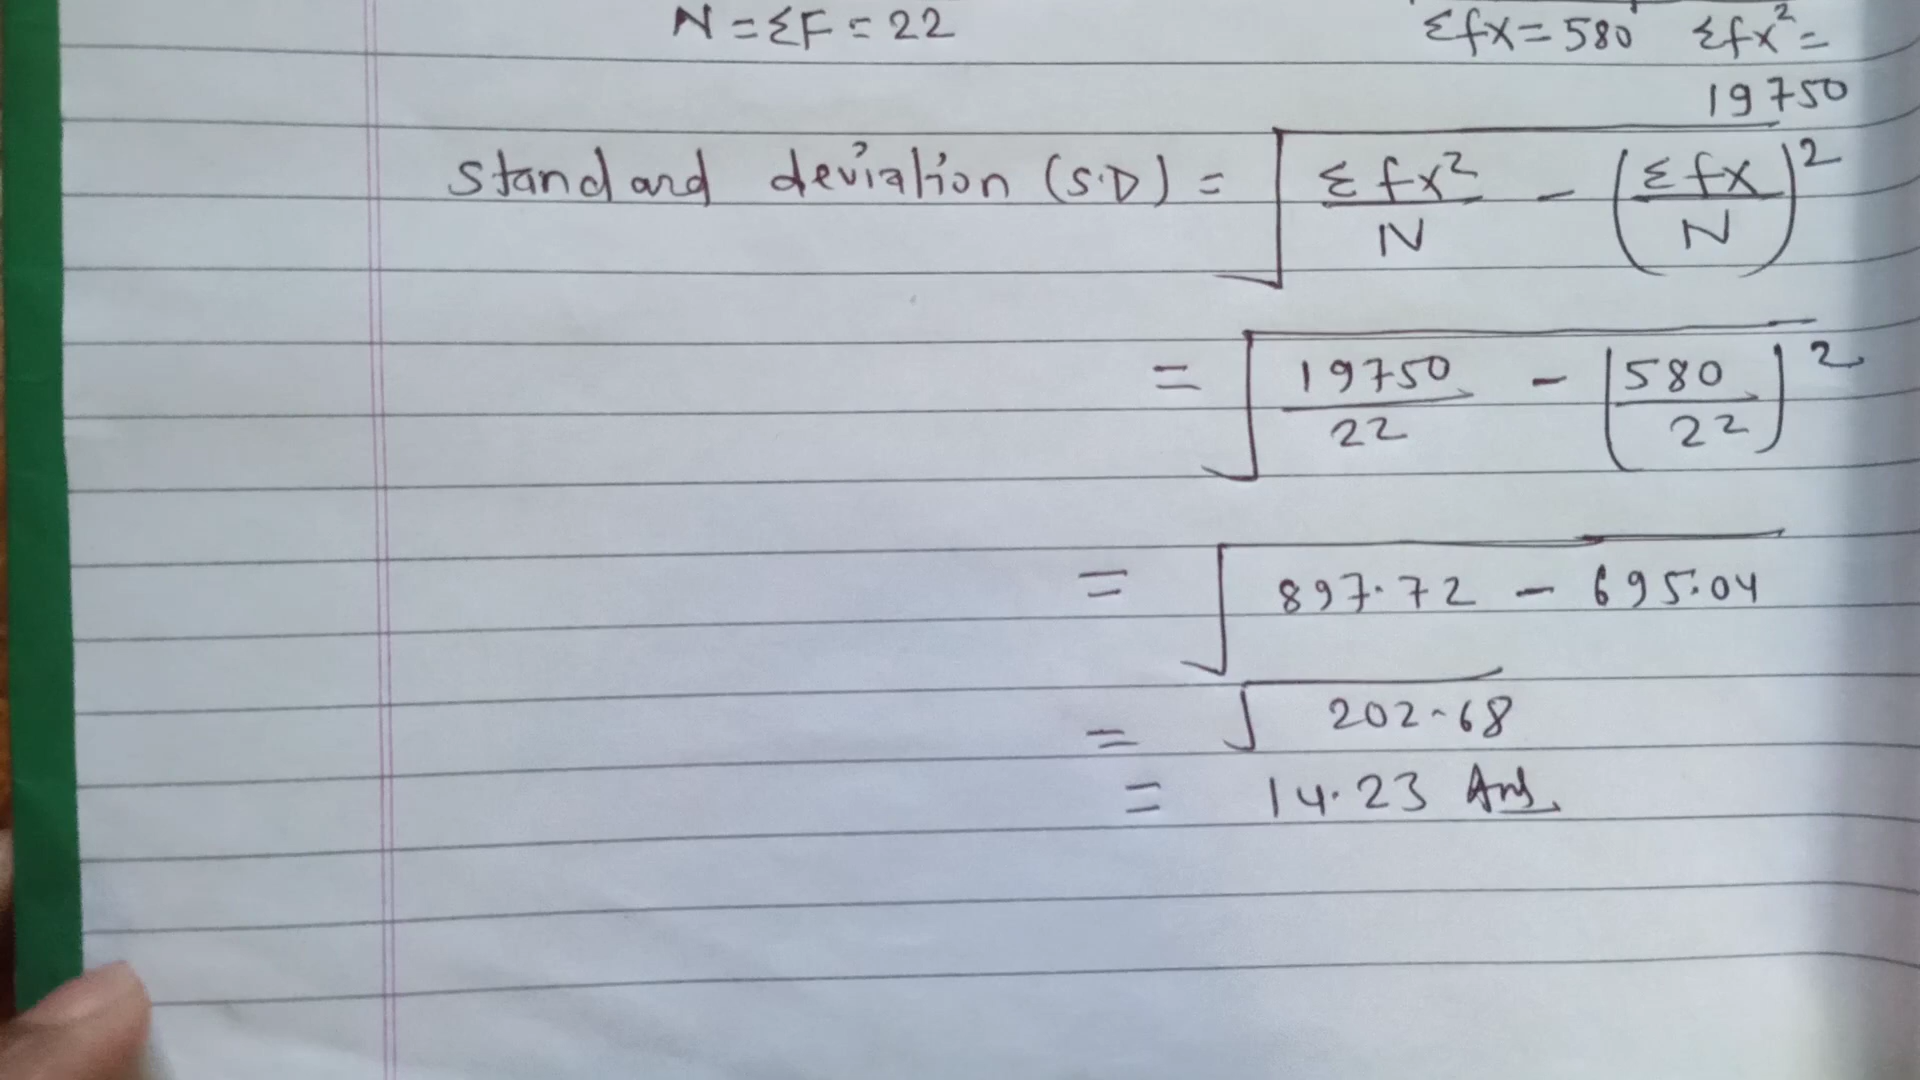 N = ΣF = 22 Σfx = 580 Σfx² =
19750
standard deviation (S.D) = √ Σfx²/N - (Σfx/N)²
= √ 19750/22 - (580/22)²
= √ 897.72 - 695.04
= √ 202.68
= 14.23 Ans.